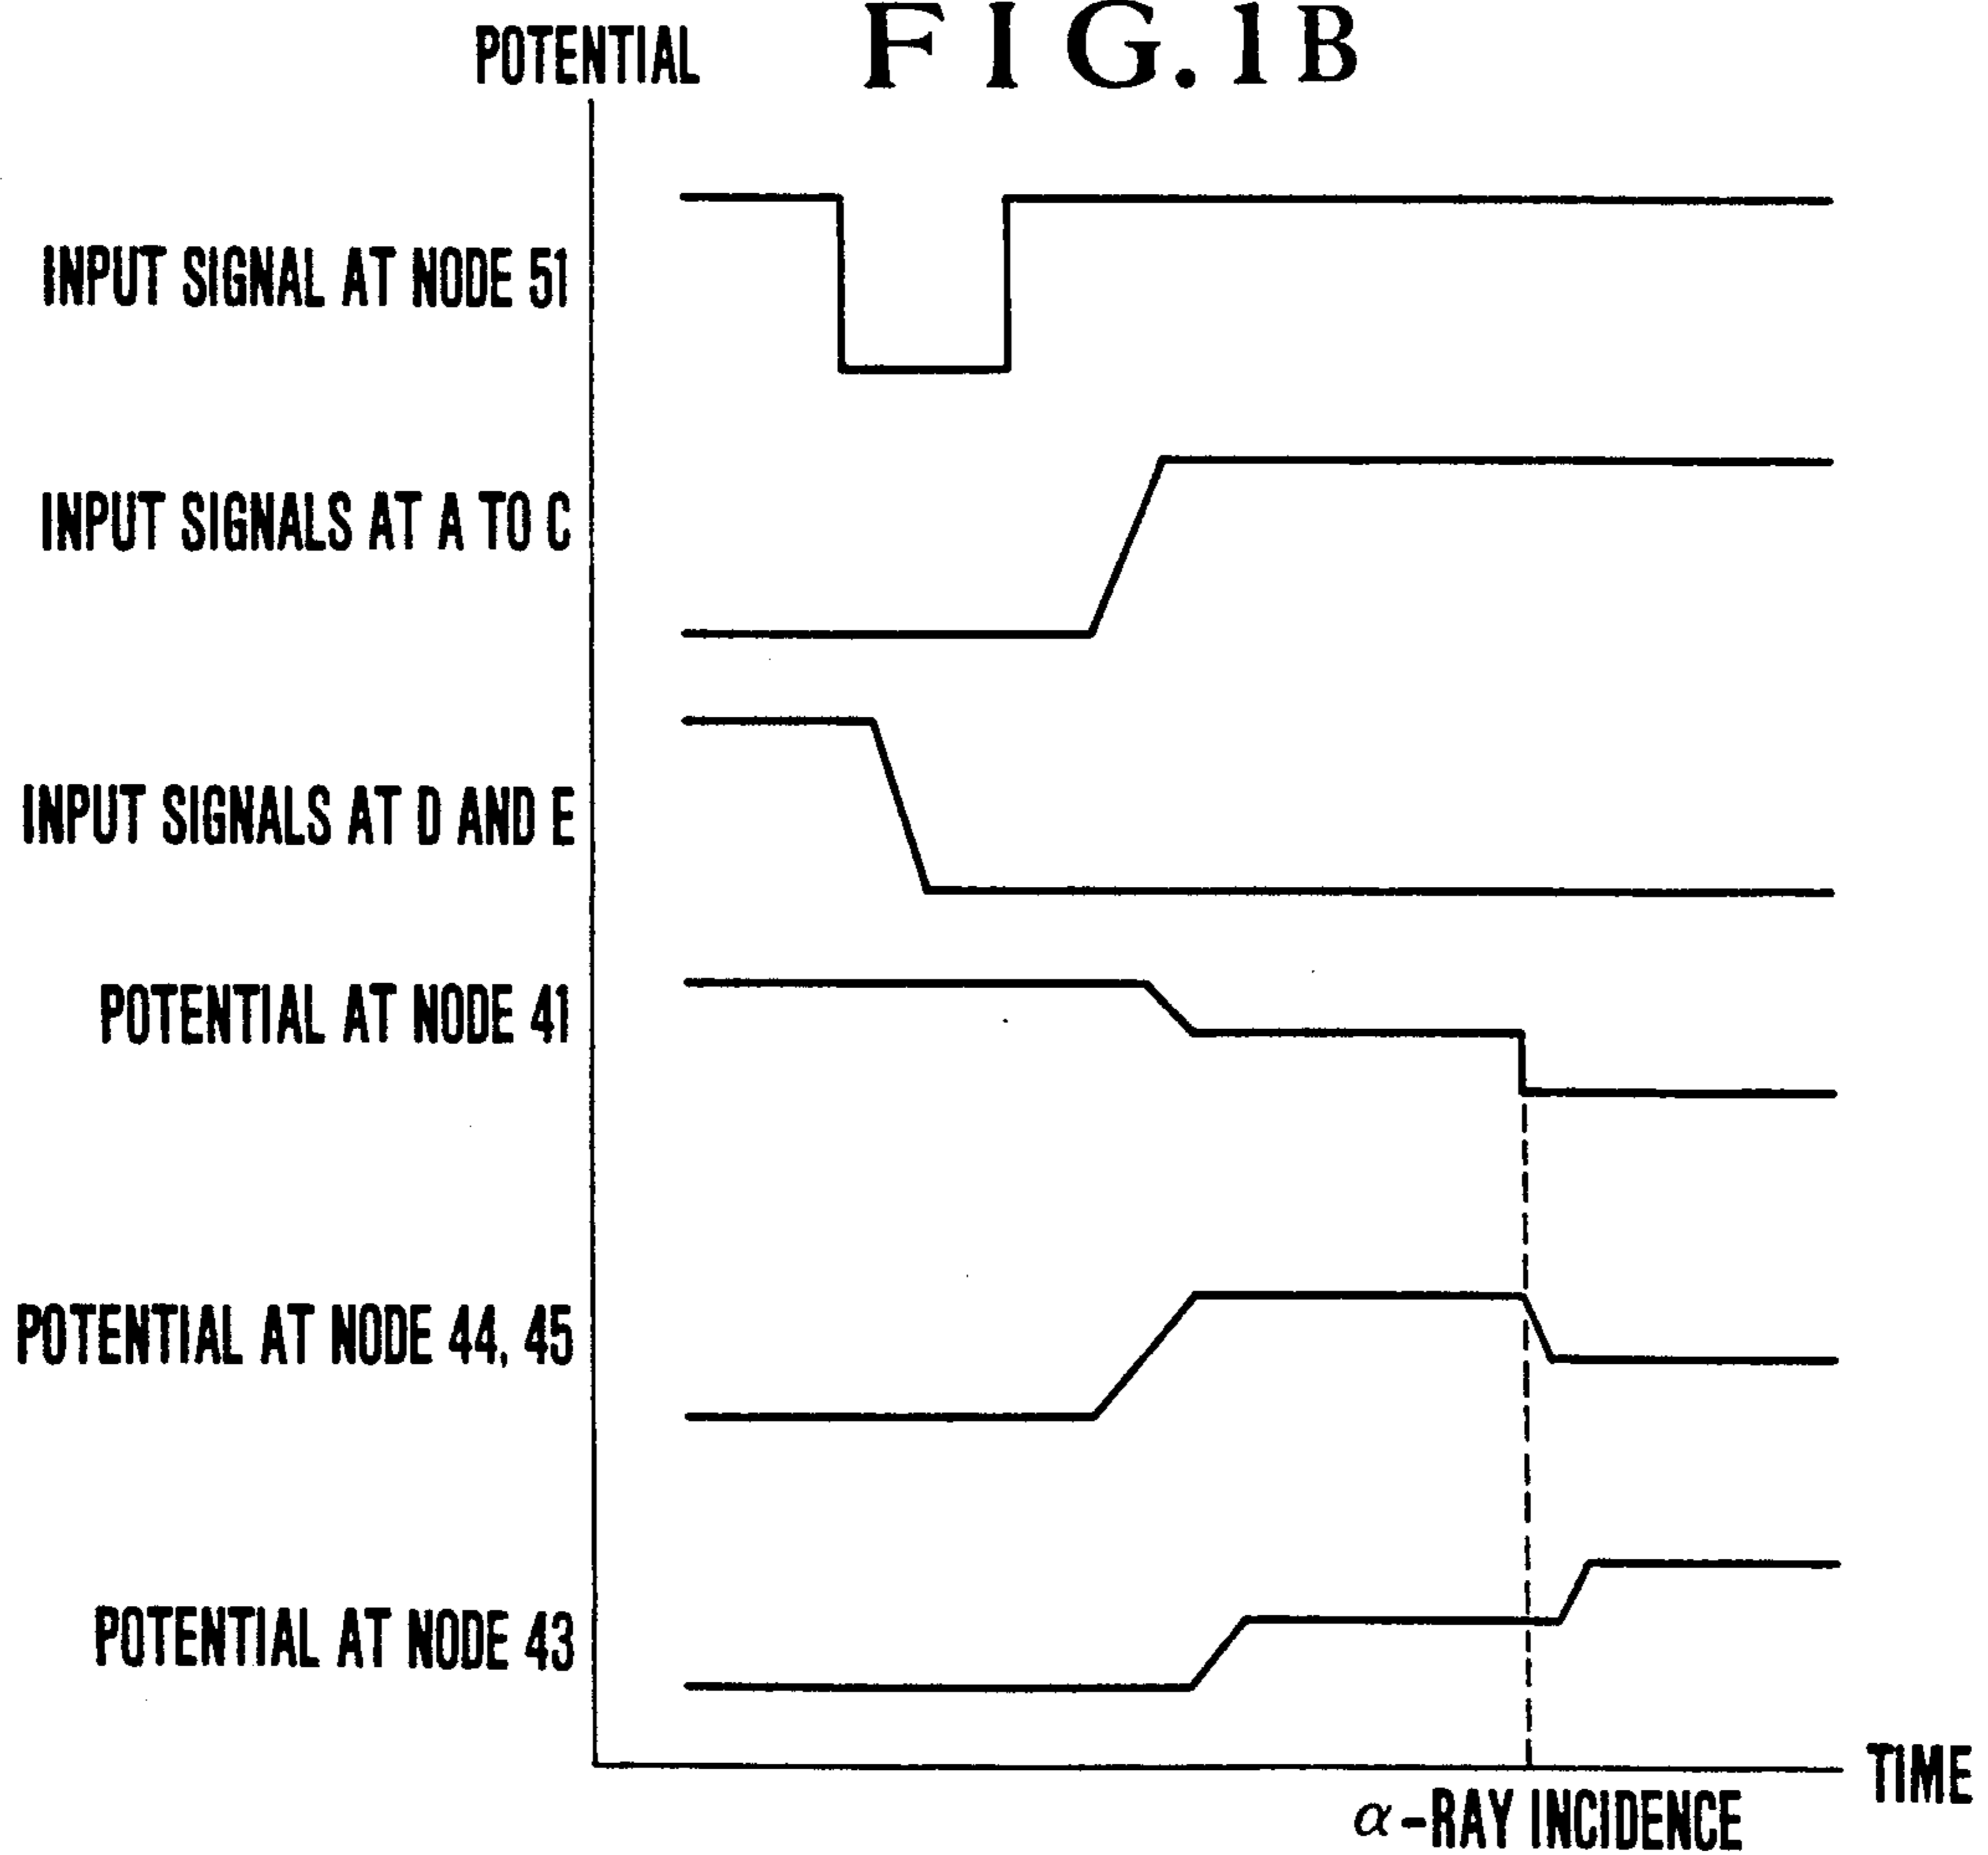 FIG.1B
POTENTIAL
INPUT SIGNAL AT NODE 51
INPUT SIGNALS AT A TO C
INPUT SIGNALS AT D AND E
POTENTIAL AT NODE 41
POTENTIAL AT NODE 44, 45
POTENTIAL AT NODE 43
TIME
α-RAY INCIDENCE